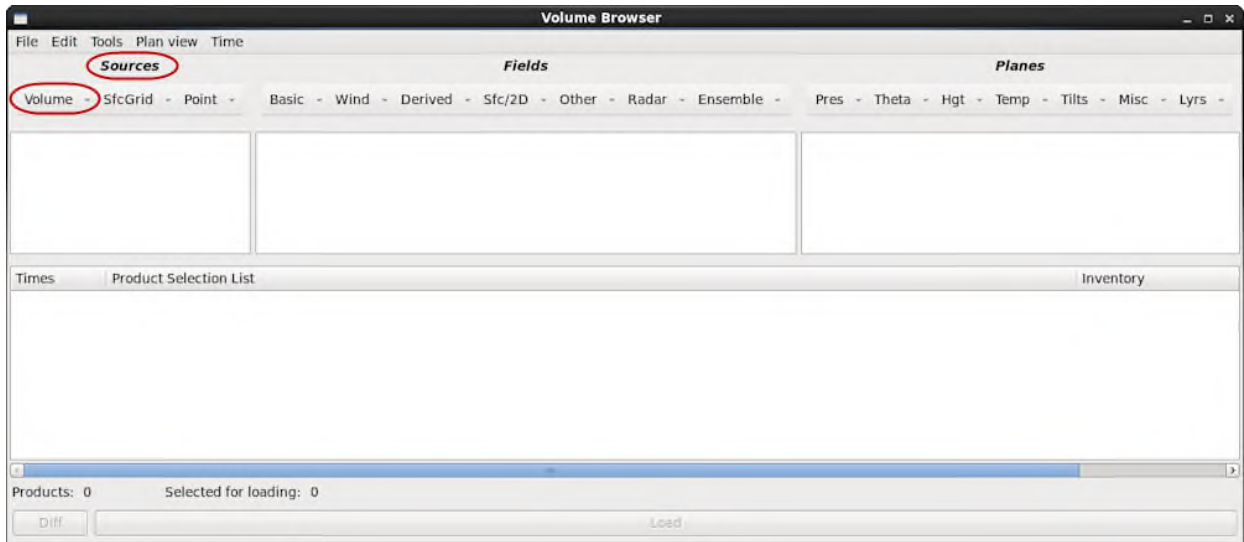 Volume Browser
File Edit Tools Plan view Time
Sources Fields Planes
Volume SfcGrid Point Basic Wind Derived Sfc/2D Other Radar Ensemble Pres Theta Hgt Temp Tilts Misc Lyrs
Times Product Selection List Inventory
Products: 0 Selected for loading: 0
Diff Load